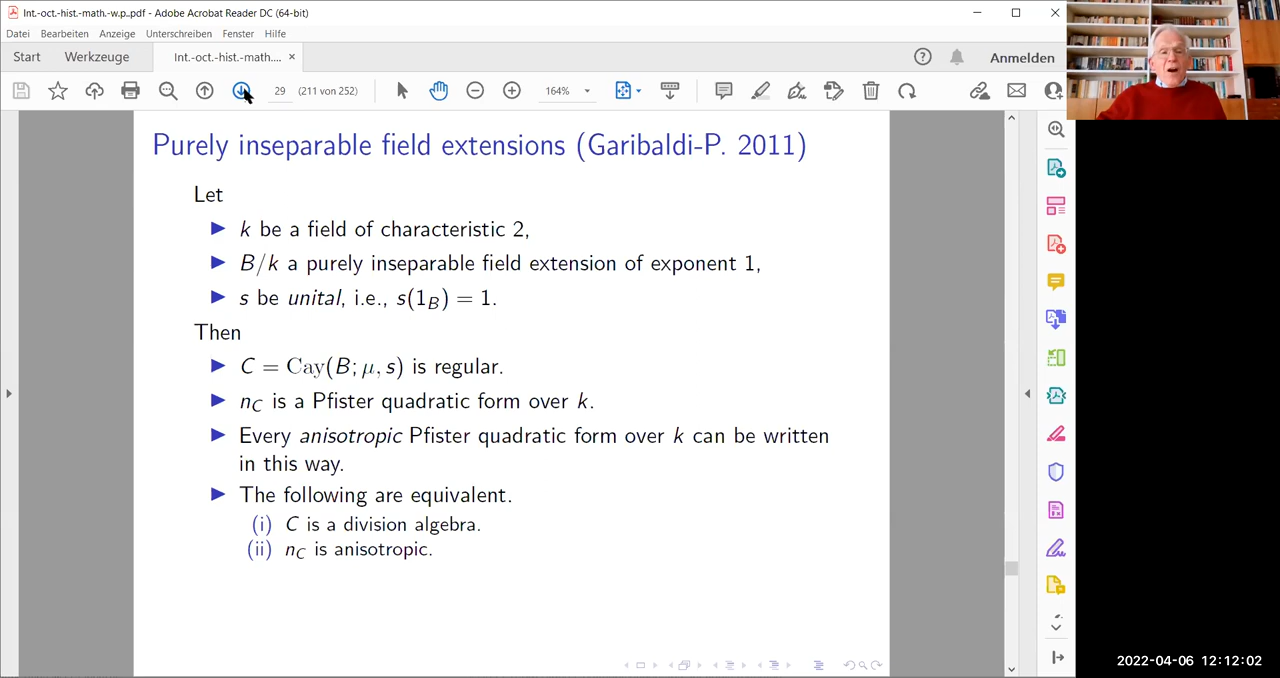 Int.-oct.-hist.-math.-w.p..pdf - Adobe Acrobat Reader DC (64-bit)
Datei Bearbeiten Anzeige Unterschreiben Fenster Hilfe
Start Werkzeuge Int.-oct.-hist.-math.... × Anmelden
29 (211 von 252) 164%
Purely inseparable field extensions (Garibaldi-P. 2011)
Let
▶ k be a field of characteristic 2,
▶ B/k a purely inseparable field extension of exponent 1,
▶ s be unital, i.e., s(1_B) = 1.
Then
▶ C = Cay(B; μ, s) is regular.
▶ n_C is a Pfister quadratic form over k.
▶ Every anisotropic Pfister quadratic form over k can be written
in this way.
▶ The following are equivalent.
(i) C is a division algebra.
(ii) n_C is anisotropic.
2022-04-06 12:12:02